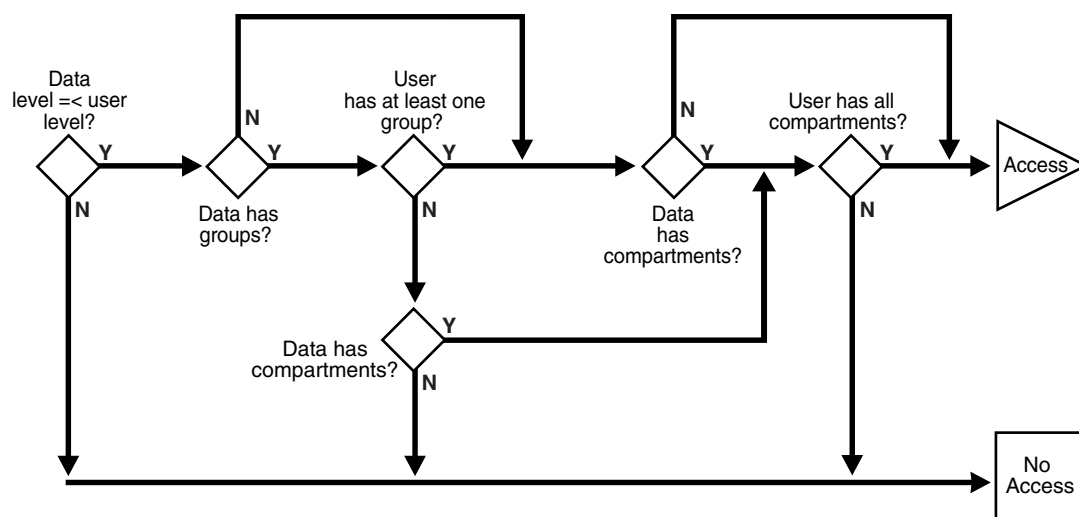 Data
level =< user
level?
Y
N
N
Y
Data has
groups?
User
has at least one
group?
Y
N
Data has
compartments?
Y
N
N
Y
Data
has
compartments?
User has all
compartments?
Y
N
Access
No
Access